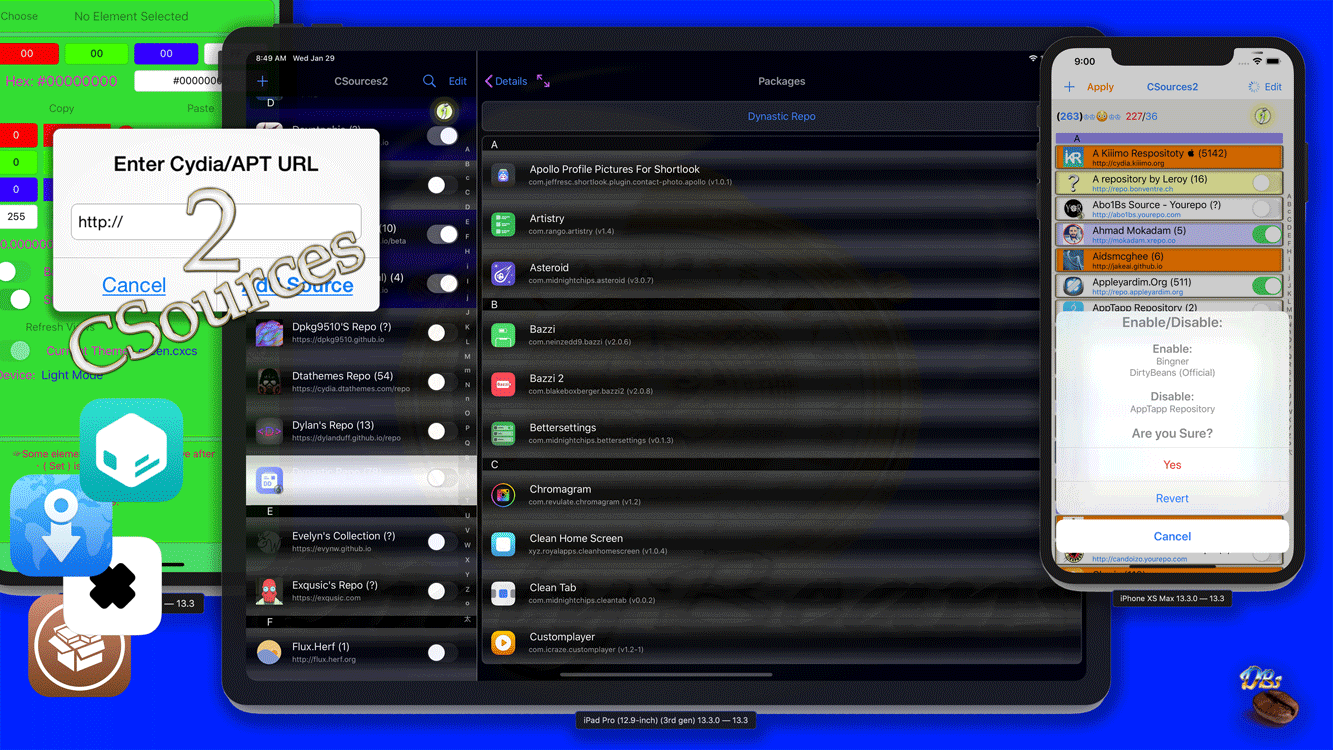 Choose
No Element Selected
00
00
00
Hex: #00000000
#0000006
Copy
Paste
0
0
0
255
Enter Cydia/APT URL
http://
Cancel
Source
2
CSources
Refresh Views
Device: Light Mode
— 13.3
8:49 AM Wed Jan 29
CSources2
Edit
D
(10)
(4)
Dpkg9510'S Repo (?)
https://dpkg9510.github.io
Dtathemes Repo (54)
https://cydia.dtathemes.com/repo
Dylan's Repo (13)
https://dylanduff.github.io/repo
E
Evelyn's Collection (?)
https://evynw.github.io
Exqusic's Repo (?)
https://exqusic.com
F
Flux.Herf (1)
http://flux.herf.org
Details
Packages
Dynastic Repo
A
Apollo Profile Pictures For Shortlook
com.jeffresc.shortlook.plugin.contact-photo.apollo (v1.0.1)
Artistry
com.rango.artistry (v1.4)
Asteroid
com.midnightchips.asteroid (v3.0.7)
B
Bazzi
com.neinzedd9.bazzi (v2.0.6)
Bazzi 2
com.blakeboxberger.bazzi2 (v2.0.8)
Bettersettings
com.midnightchips.bettersettings (v0.1.3)
C
Chromagram
com.revulate.chromagram (v1.2)
Clean Home Screen
xyz.royalapps.cleanhomescreen (v1.0.4)
Clean Tab
com.midnightchips.cleantab (v0.0.2)
Customplayer
com.icraze.customplayer (v1.2-1)
iPad Pro (12.9-inch) (3rd gen) 13.3.0 — 13.3
9:00
Apply
CSources2
Edit
(263)
227/36
A
A Kiiimo Respositoty (5142)
http://cydia.kiiimo.org
A repository by Leroy (16)
http://repo.bonventre.ch
Abo1Bs Source - Yourepo (?)
http://abo1bs.yourepo.com
Ahmad Mokadam (5)
http://mokadam.xrepo.co
Aidsmcghee (6)
http://jakeai.github.io
Appleyardim.Org (511)
http://repo.appleyardim.org
AppTapp Repository (2)
Enable/Disable:
Enable:
Bingner
DirtyBeans (Official)
Disable:
AppTapp Repository
Are you Sure?
Yes
Revert
Cancel
http://candolzo.yourepo.com
iPhone XS Max 13.3.0 — 13.3
DBs